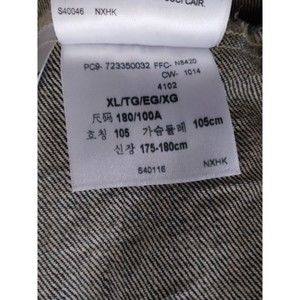 S40046 NXHK
PC9- 723350032 FFC- N8420
CW- 1014
4102
XL/TG/EG/XG
尺码 180/100A
호칭 105 가슴둘레 105cm
신장 175-180cm
S40116 NXHK